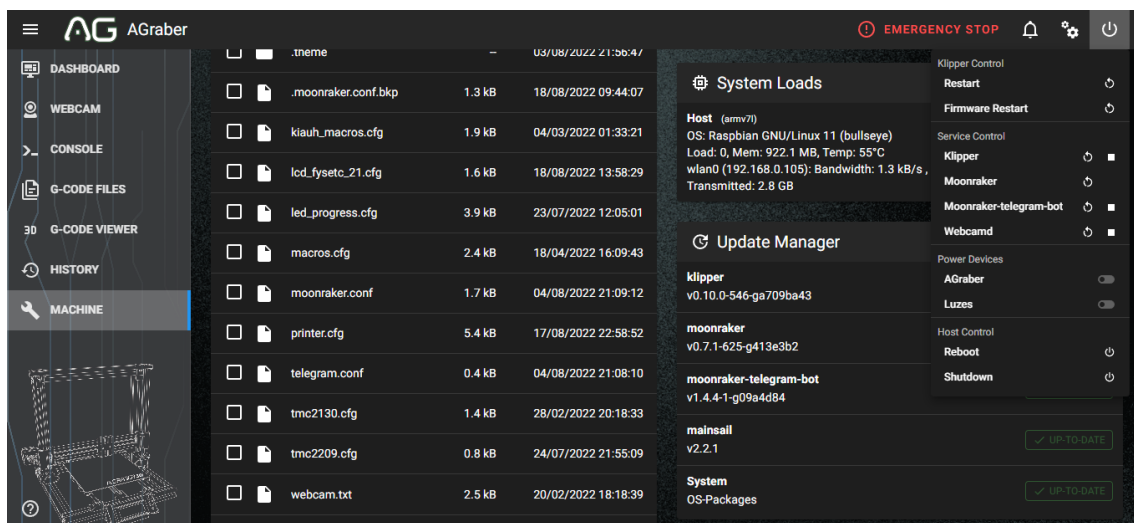 AG AGraber
EMERGENCY STOP
DASHBOARD
WEBCAM
CONSOLE
G-CODE FILES
3D G-CODE VIEWER
HISTORY
MACHINE
.theme -- 03/08/2022 21:56:47
.moonraker.conf.bkp 1.3 kB 18/08/2022 09:44:07
kiauh_macros.cfg 1.9 kB 04/03/2022 01:33:21
lcd_fysetc_21.cfg 1.6 kB 18/08/2022 13:58:29
led_progress.cfg 3.9 kB 23/07/2022 12:05:01
macros.cfg 2.4 kB 18/04/2022 16:09:43
moonraker.conf 1.7 kB 04/08/2022 21:09:12
printer.cfg 5.4 kB 17/08/2022 22:58:52
telegram.conf 0.4 kB 04/08/2022 21:08:10
tmc2130.cfg 1.4 kB 28/02/2022 20:18:33
tmc2209.cfg 0.8 kB 24/07/2022 21:55:09
webcam.txt 2.5 kB 20/02/2022 18:18:39
System Loads
Host (armv7l)
OS: Raspbian GNU/Linux 11 (bullseye)
Load: 0, Mem: 922.1 MB, Temp: 55°C
wlan0 (192.168.0.105): Bandwidth: 1.3 kB/s ,
Transmitted: 2.8 GB
Update Manager
klipper
v0.10.0-546-ga709ba43
moonraker
v0.7.1-625-g413e3b2
moonraker-telegram-bot
v1.4.4-1-g09a4d84
mainsail
v2.2.1
UP-TO-DATE
System
OS-Packages
UP-TO-DATE
Klipper Control
Restart
Firmware Restart
Service Control
Klipper
Moonraker
Moonraker-telegram-bot
Webcamd
Power Devices
AGraber
Luzes
Host Control
Reboot
Shutdown